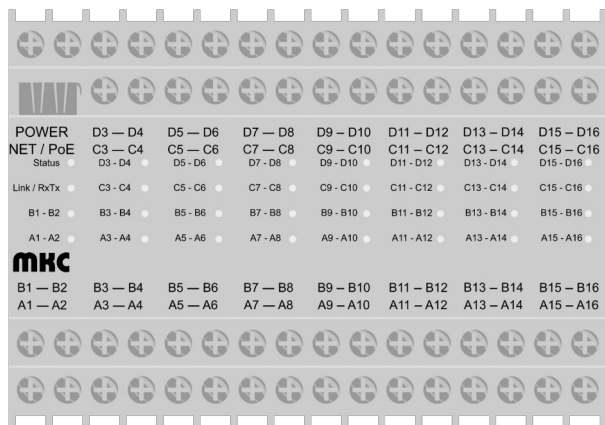 POWER D3 — D4 D5 — D6 D7 — D8 D9 – D10 D11 – D12 D13 – D14 D15 – D16
NET / PoE C3 — C4 C5 — C6 C7 — C8 C9 – C10 C11 – C12 C13 – C14 C15 – C16
Status D3 - D4 D5 - D6 D7 - D8 D9 - D10 D11 - D12 D13 - D14 D15 - D16
Link / RxTx C3 - C4 C5 - C6 C7 - C8 C9 - C10 C11 - C12 C13 - C14 C15 - C16
B1 - B2 B3 - B4 B5 - B6 B7 - B8 B9 - B10 B11 - B12 B13 - B14 B15 - B16
A1 - A2 A3 - A4 A5 - A6 A7 - A8 A9 - A10 A11 - A12 A13 - A14 A15 - A16
MKC
B1 — B2 B3 — B4 B5 — B6 B7 — B8 B9 – B10 B11 – B12 B13 – B14 B15 – B16
A1 — A2 A3 — A4 A5 — A6 A7 — A8 A9 – A10 A11 – A12 A13 – A14 A15 – A16